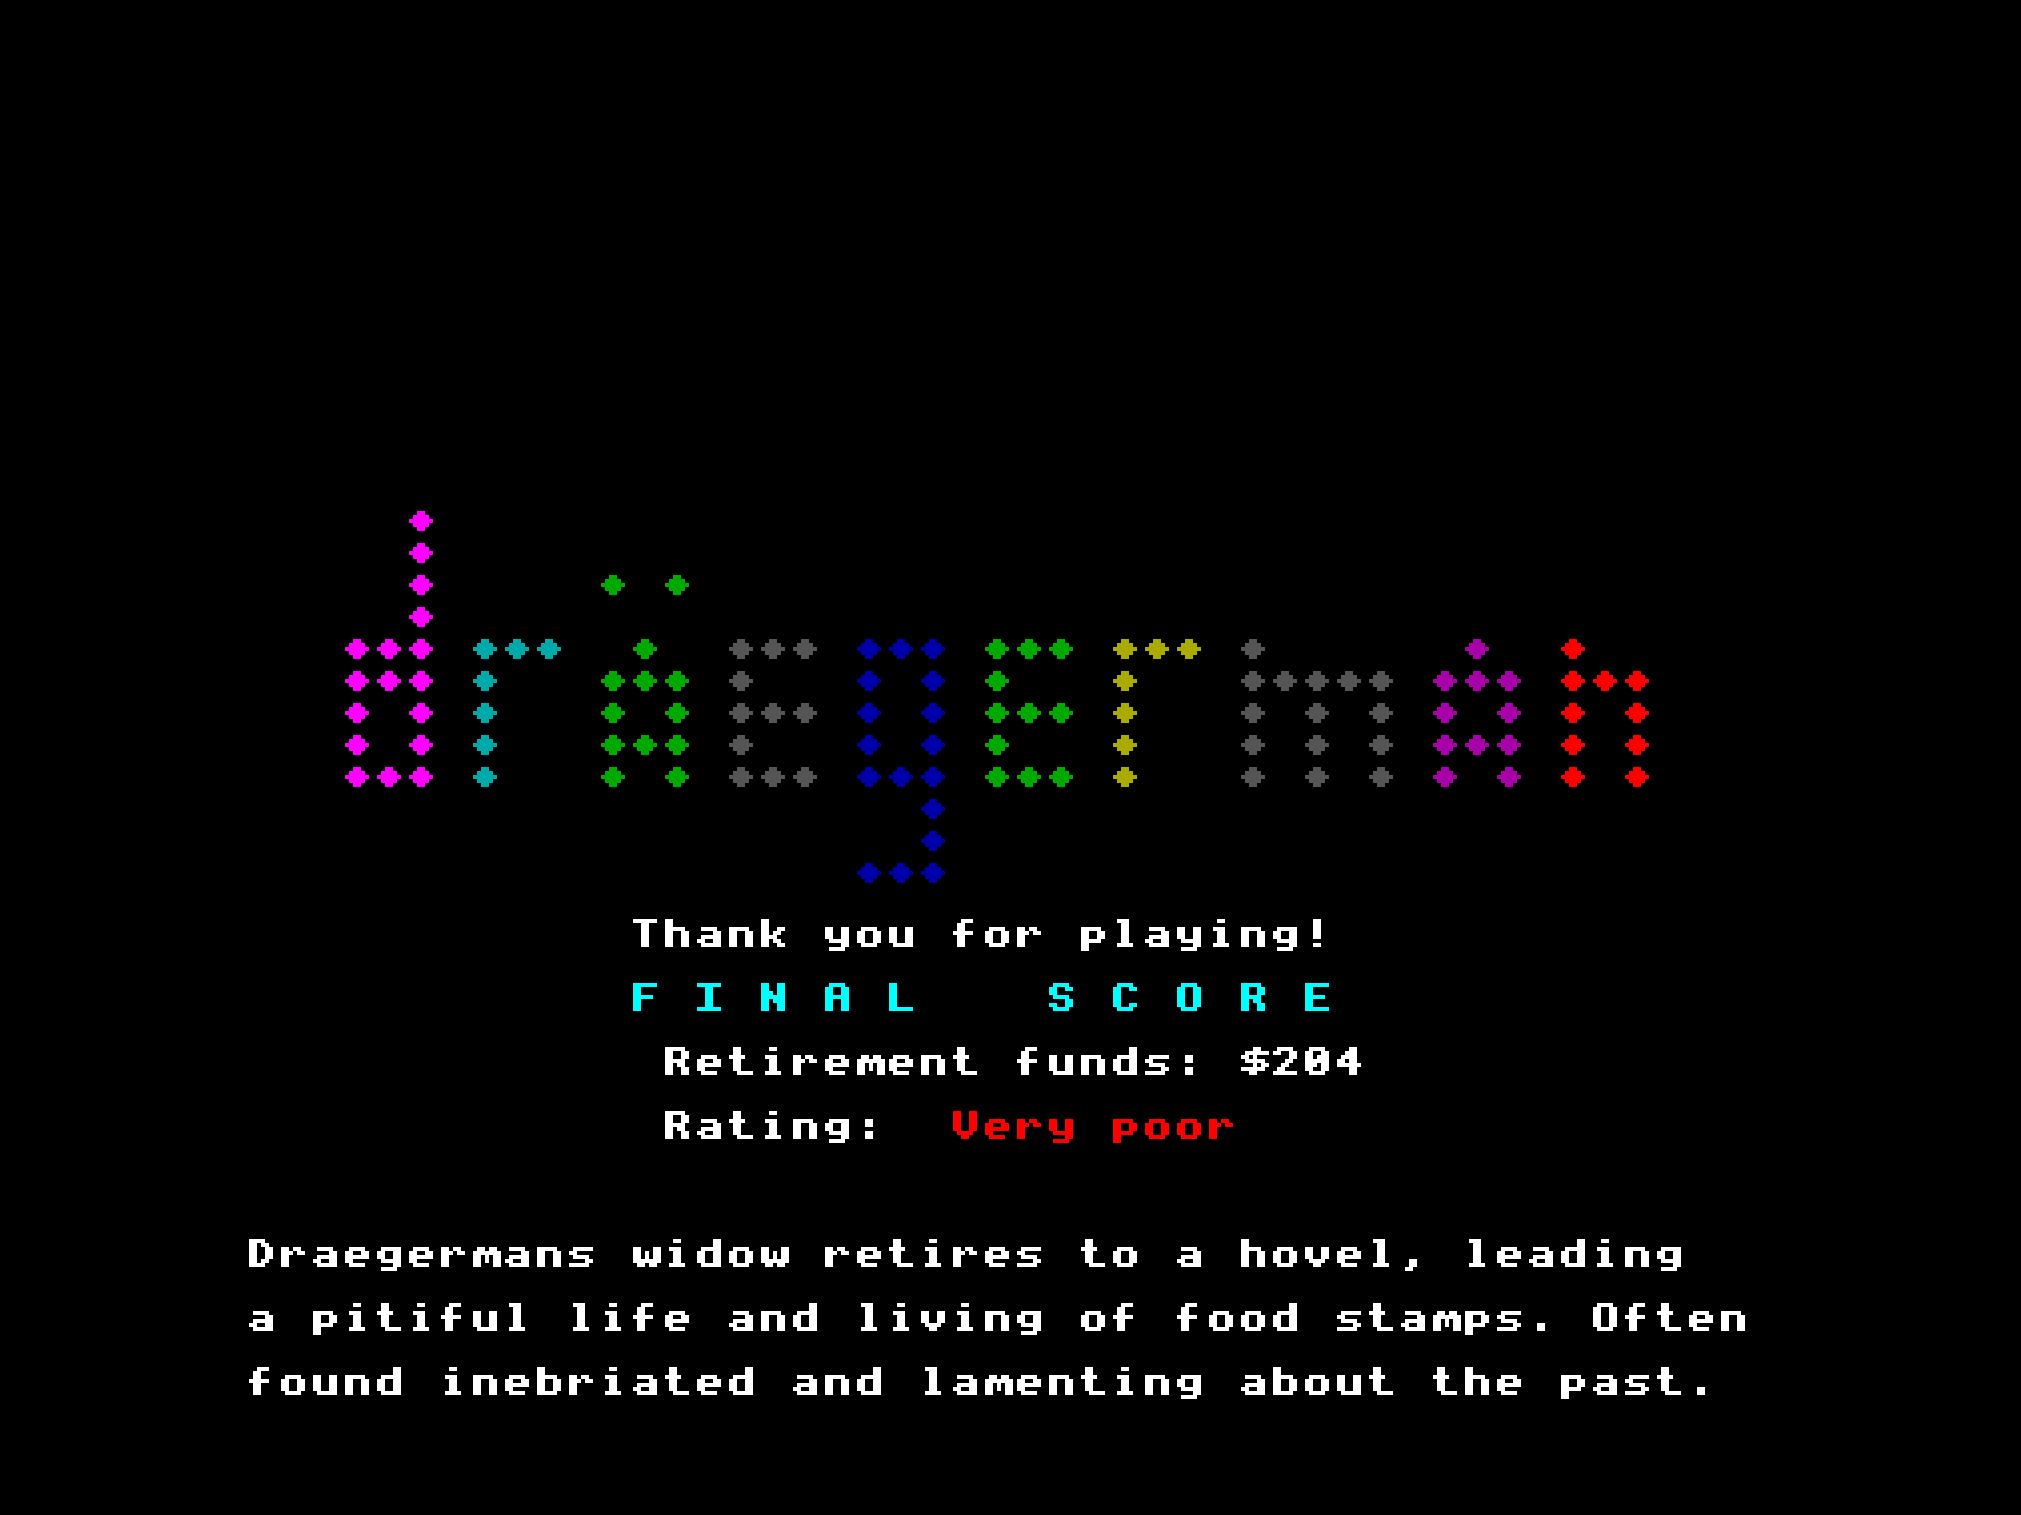 dräegerman
Thank you for playing!
F I N A L   S C O R E
Retirement funds: $204
Rating: Very poor
Draegermans widow retires to a hovel, leading
a pitiful life and living of food stamps. Often
found inebriated and lamenting about the past.